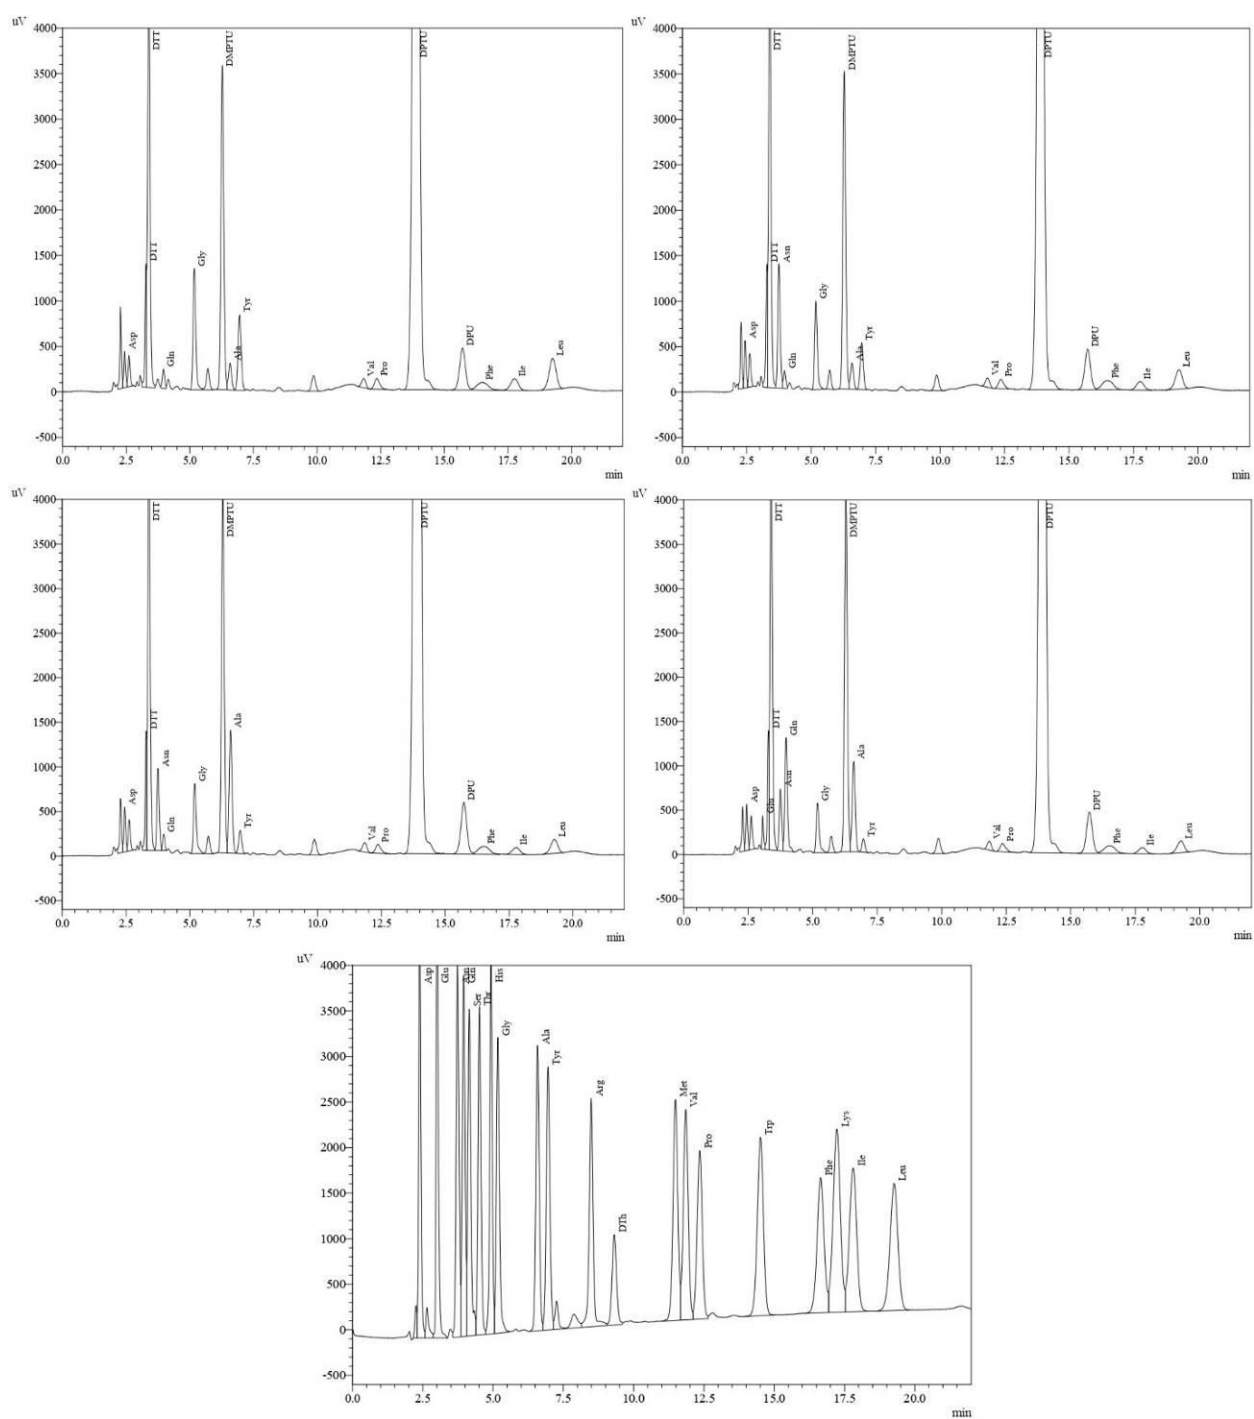 uV
4000
3500
3000
2500
2000
1500
1000
500
0
-500
0.0 2.5 5.0 7.5 10.0 12.5 15.0 17.5 20.0
min
Asp
DTT
DTT
Gln
Gly
DMPTU
Ala
Tyr
Val
Pro
DPTU
DPU
Phe
Ile
Leu
uV
4000
3500
3000
2500
2000
1500
1000
500
0
-500
0.0 2.5 5.0 7.5 10.0 12.5 15.0 17.5 20.0
min
Asp
DTT
DTT
Asn
Gln
Gly
DMPTU
Ala
Tyr
Val
Pro
DPTU
DPU
Phe
Ile
Leu
uV
4000
3500
3000
2500
2000
1500
1000
500
0
-500
0.0 2.5 5.0 7.5 10.0 12.5 15.0 17.5 20.0
min
Asp
DTT
DTT
Asn
Gln
Gly
DMPTU
Ala
Tyr
Val
Pro
DPTU
DPU
Phe
Ile
Leu
uV
4000
3500
3000
2500
2000
1500
1000
500
0
-500
0.0 2.5 5.0 7.5 10.0 12.5 15.0 17.5 20.0
min
Asp
Glu
DTT
DTT
Asn
Gln
Gly
DMPTU
Ala
Tyr
Val
Pro
DPTU
DPU
Phe
Ile
Leu
uV
4000
3500
3000
2500
2000
1500
1000
500
0
-500
0.0 2.5 5.0 7.5 10.0 12.5 15.0 17.5 20.0
min
Asp
Glu
Asn
Gln
Ser
Thr
His
Gly
Ala
Tyr
Arg
DTh
Met
Val
Pro
Trp
Phe
Lys
Ile
Leu